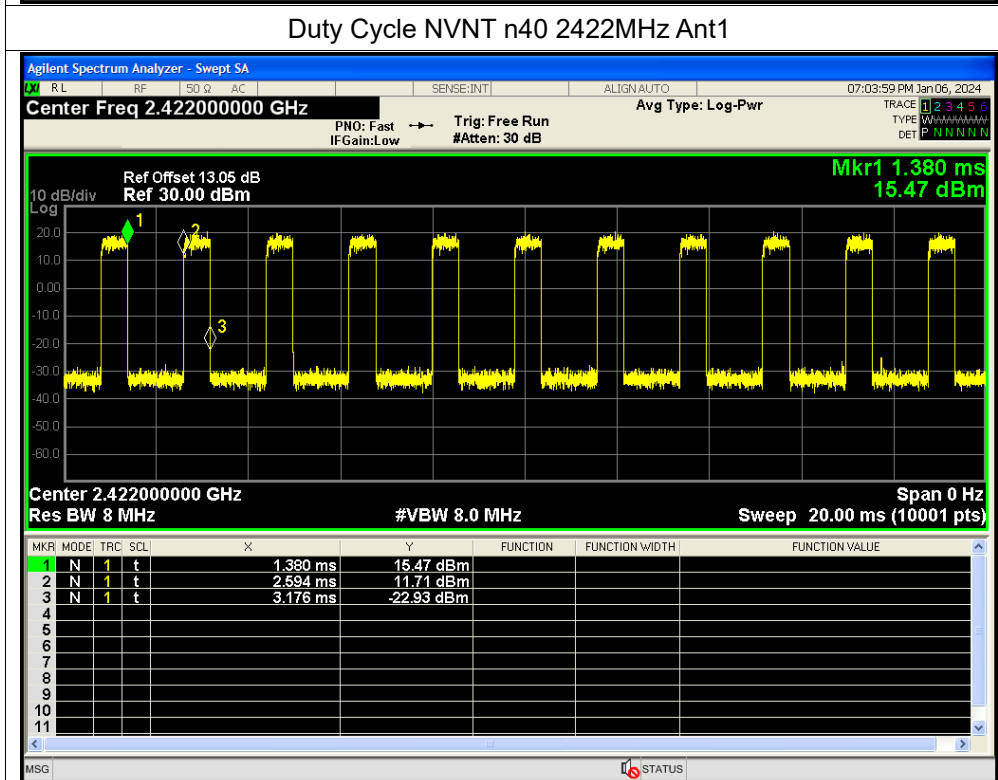 Duty Cycle NVNT n40 2422MHz Ant1
Agilent Spectrum Analyzer - Swept SA
LXI RL RF 50 Ω AC SENSE:INT ALIGNAUTO 07:03:59 PM Jan 06, 2024
Center Freq 2.422000000 GHz Avg Type: Log-Pwr TRACE 1 2 3 4 5 6
PNO: Fast Trig: Free Run TYPE WWWWWW
IFGain:Low #Atten: 30 dB DET P N N N N N
Mkr1 1.380 ms
Ref Offset 13.05 dB
10 dB/div Ref 30.00 dBm 15.47 dBm
Log
20.0
10.0
0.00
-10.0
-20.0
-30.0
-40.0
-50.0
-60.0
1
2
3
Center 2.422000000 GHz Span 0 Hz
Res BW 8 MHz #VBW 8.0 MHz Sweep 20.00 ms (10001 pts)
MKR MODE TRC SCL X Y FUNCTION FUNCTION WIDTH FUNCTION VALUE
1 N 1 t 1.380 ms 15.47 dBm
2 N 1 t 2.594 ms 11.71 dBm
3 N 1 t 3.176 ms -22.93 dBm
4
5
6
7
8
9
10
11
MSG STATUS